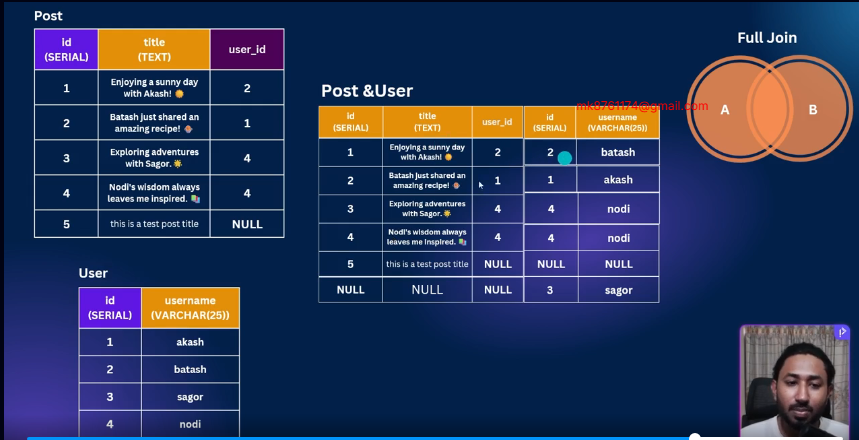 Post
id
(SERIAL)
title
(TEXT)
user_id
1
Enjoying a sunny day
with Akash! 🌞
2
2
Batash just shared an
amazing recipe! 🙊
1
3
Exploring adventures
with Sagor. ☀️
4
4
Nodi's wisdom always
leaves me inspired. 📚
4
5
this is a test post title
NULL
User
id
(SERIAL)
username
(VARCHAR(25))
1
akash
2
batash
3
sagor
4
nodi
Post &User
id
(SERIAL)
title
(TEXT)
user_id
id
(SERIAL)
username
(VARCHAR(25))
1
Enjoying a sunny day
with Akash! 🌞
2
2
batash
2
Batash just shared an
amazing recipe! 🙊
1
1
akash
3
Exploring adventures
with Sagor. ☀️
4
4
nodi
4
Nodi's wisdom always
leaves me inspired. 📚
4
4
nodi
5
this is a test post title
NULL
NULL
NULL
NULL
NULL
NULL
3
sagor
mk8761174@gmail.com
Full Join
A
B